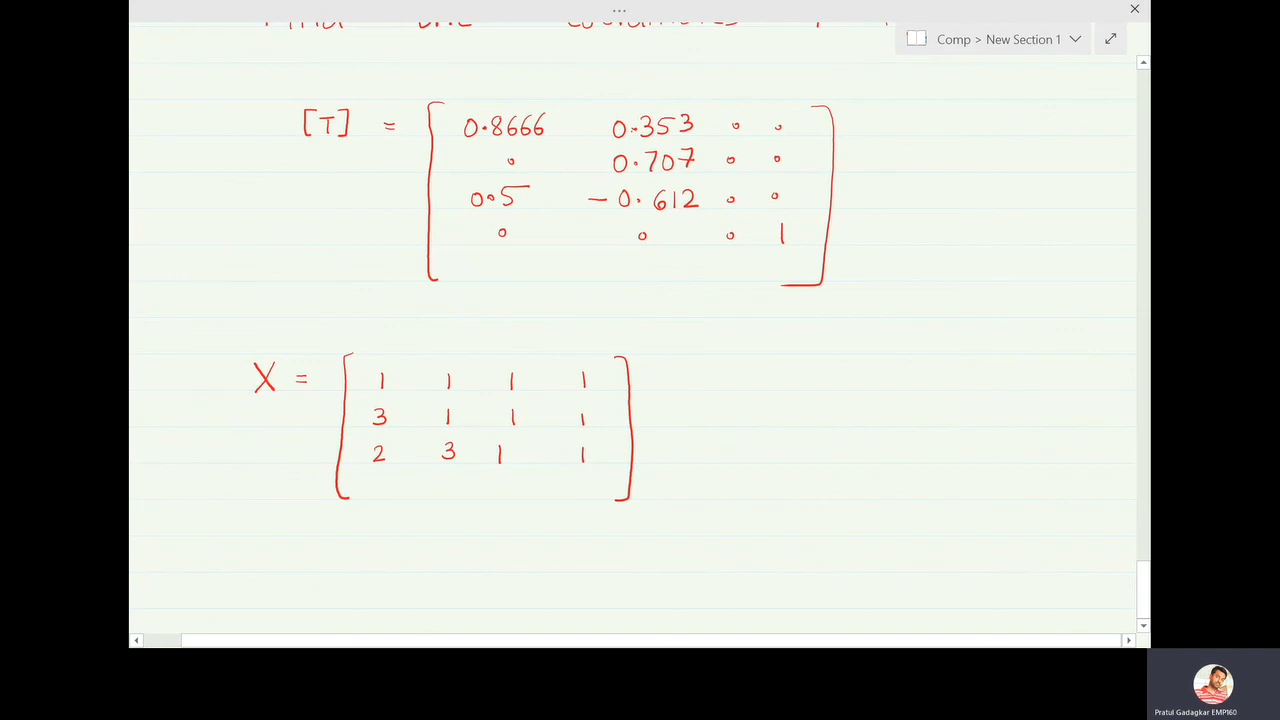 Comp > New Section 1
[T] = [ 0.8666 0.353 0 0
0 0.707 0 0
0.5 -0.612 0 0
0 0 0 1 ]
X = [ 1 1 1 1
3 1 1 1
2 3 1 1 ]
Pratul Gadagkar EMP160